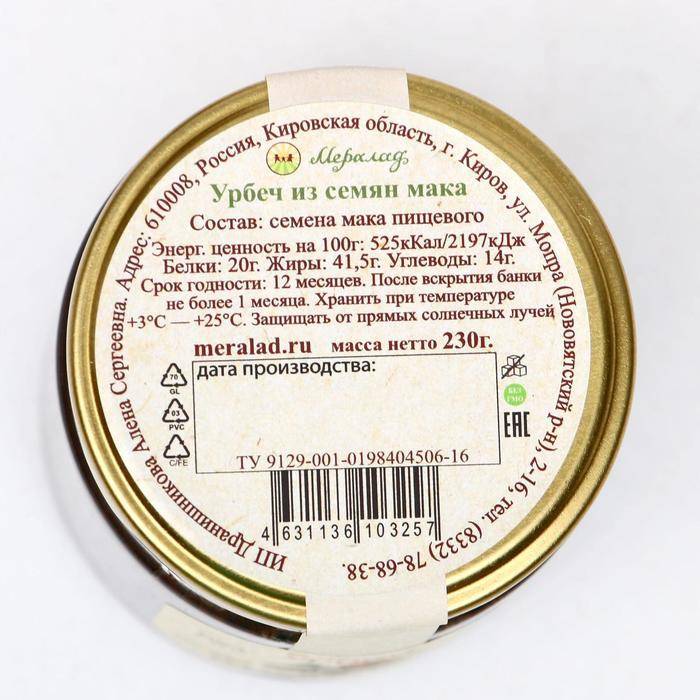 ИП Дранишникова Алена Сергеевна. Адрес: 610008, Россия, Кировская область, г. Киров, ул. Мопра (Нововятский р-н), 2-16, тел. (8332) 78-68-38.
Мералад
Урбеч из семян мака
Состав: семена мака пищевого
Энерг. ценность на 100г: 525кКал/2197кДж
Белки: 20г. Жиры: 41,5г. Углеводы: 14г.
Срок годности: 12 месяцев. После вскрытия банки
не более 1 месяца. Хранить при температуре
+3°С — +25°С. Защищать от прямых солнечных лучей
meralad.ru масса нетто 230г.
дата производства:
70
GL
03
PVC
C/FE
БЕЗ
ГМО
EAC
ТУ 9129-001-0198404506-16
4 631136 103257